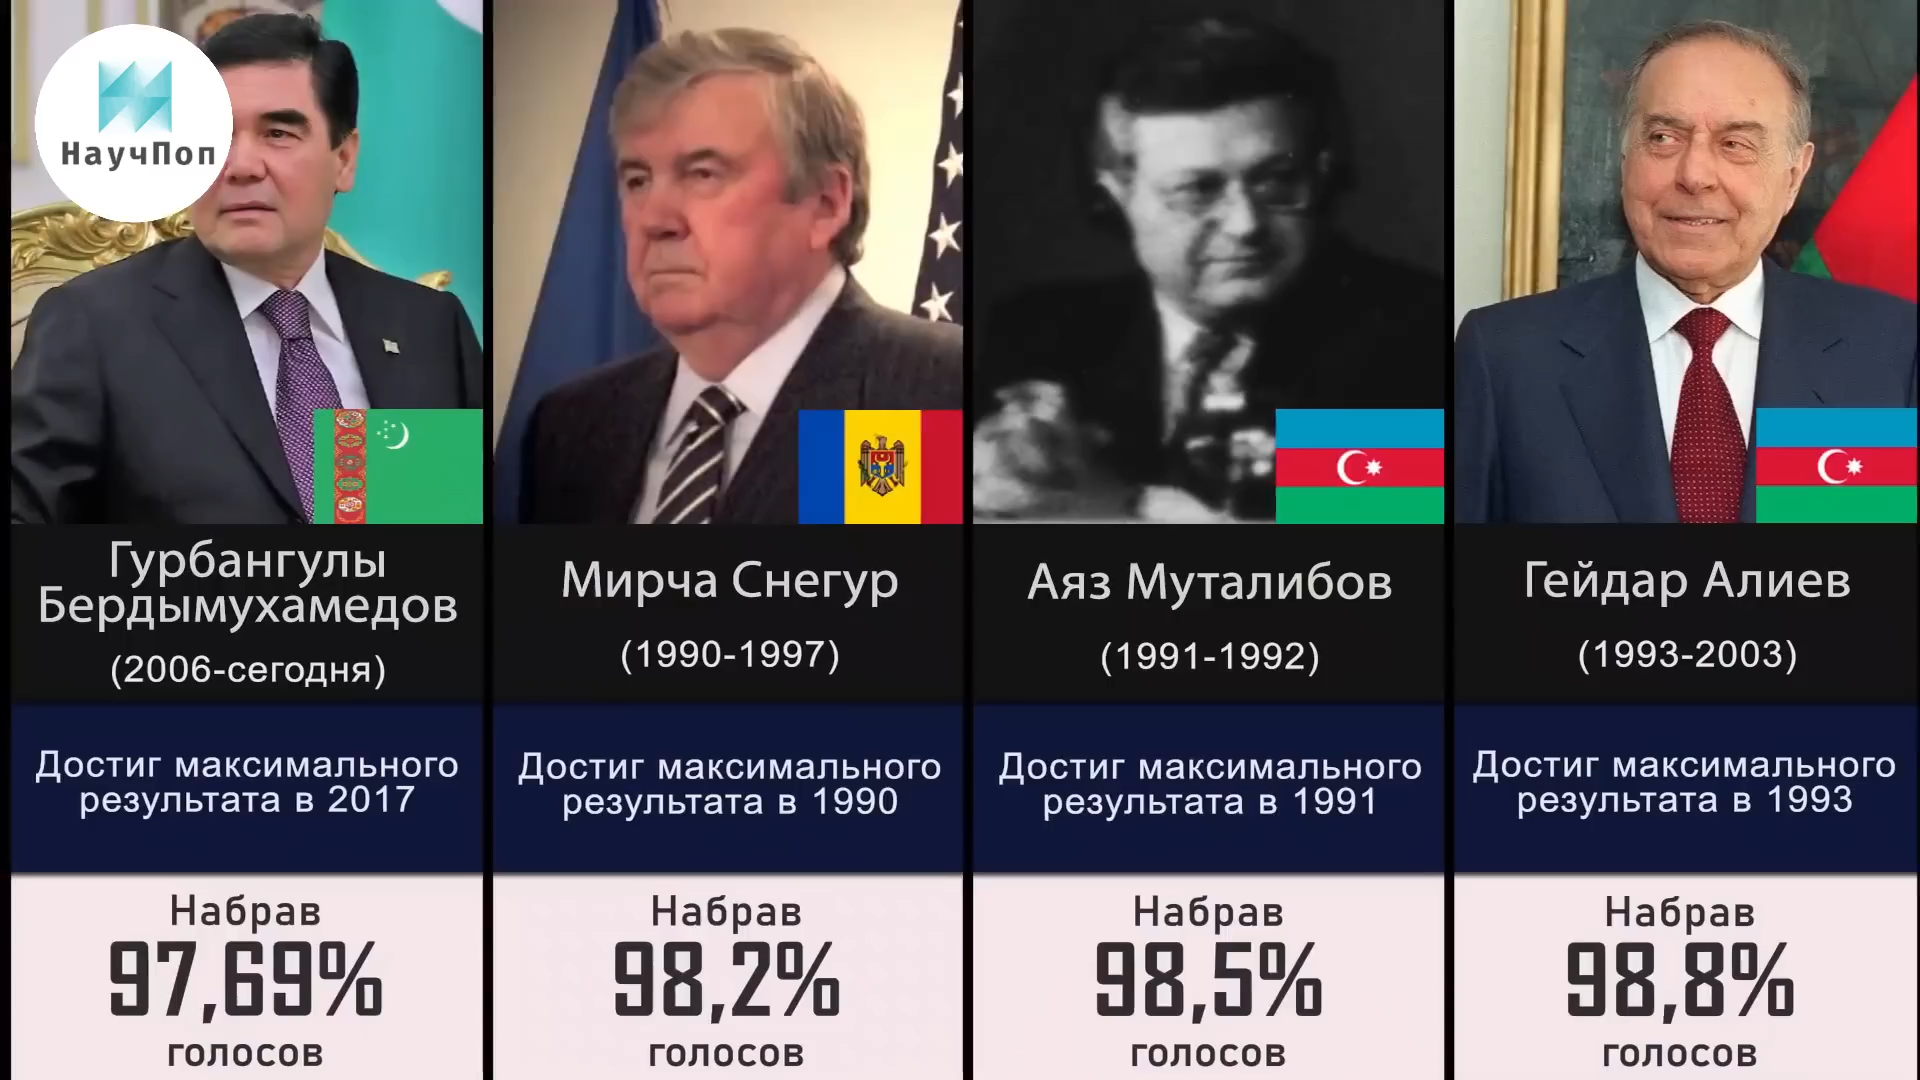 НаучПоп
Гурбангулы
Бердымухамедов
(2006-сегодня)
Достиг максимального
результата в 2017
Набрав
97,69%
голосов
Мирча Снегур
(1990-1997)
Достиг максимального
результата в 1990
Набрав
98,2%
голосов
Аяз Муталибов
(1991-1992)
Достиг максимального
результата в 1991
Набрав
98,5%
голосов
Гейдар Алиев
(1993-2003)
Достиг максимального
результата в 1993
Набрав
98,8%
голосов